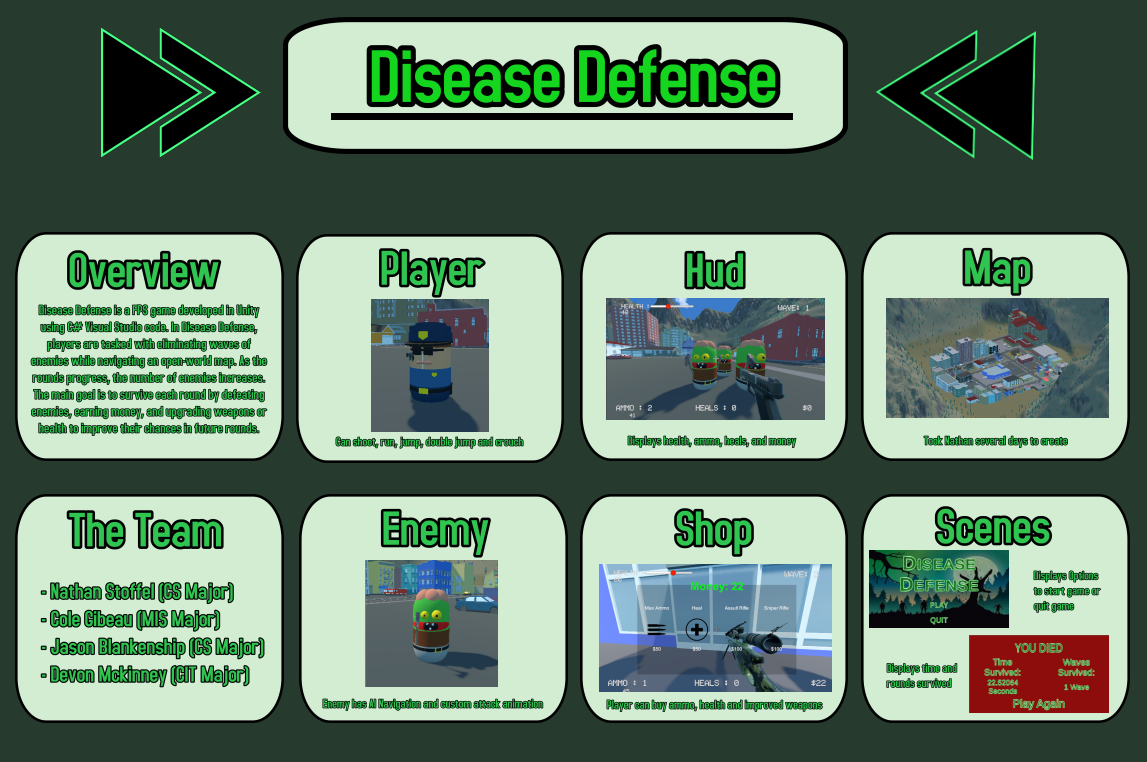 Disease Defense
Overview
Disease Defense is a FPS game developed in Unity
using C# Visual Studio code. In Disease Defense,
players are tasked with eliminating waves of
enemies while navigating an open-world map. As the
rounds progress, the number of enemies increases.
The main goal is to survive each round by defeating
enemies, earning money, and upgrading weapons or
health to improve their chances in future rounds.
Player
Can shoot, run, jump, double jump and crouch
Hud
HEALTH :
WAVE: 1
AMMO : 2
HEALS : 0
$0
Displays health, ammo, heals, and money
Map
Took Nathan several days to create
The Team
- Nathan Stoffel (CS Major)
- Cole Gibeau (MIS Major)
- Jason Blankenship (CS Major)
- Devon Mckinney (CIT Major)
Enemy
Enemy has AI Navigation and custom attack animation
Shop
WAVE:
Money: 22
Max Ammo
Heal
Assault Rifle
Sniper Rifle
$50
$50
$100
$100
AMMO : 1
HEALS : 0
$22
Player can buy ammo, health and improved weapons
Scenes
DISEASE
DEFENSE
PLAY
QUIT
Displays Options
to start game or
quit game
Displays time and
rounds survived
YOU DIED
Time
Survived:
22.52064
Seconds
Waves
Survived:
1 Wave
Play Again